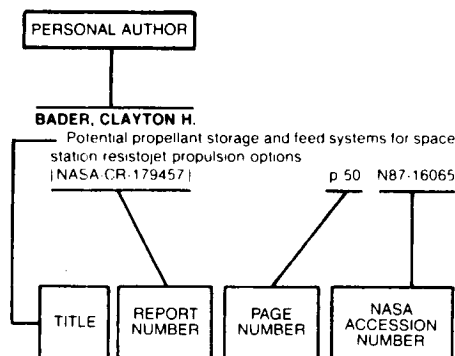 PERSONAL AUTHOR
BADER, CLAYTON H.
Potential propellant storage and feed systems for space
station resistojet propulsion options
[NASA-CR-179457] p 50 N87-16065
TITLE
REPORT
NUMBER
PAGE
NUMBER
NASA
ACCESSION
NUMBER